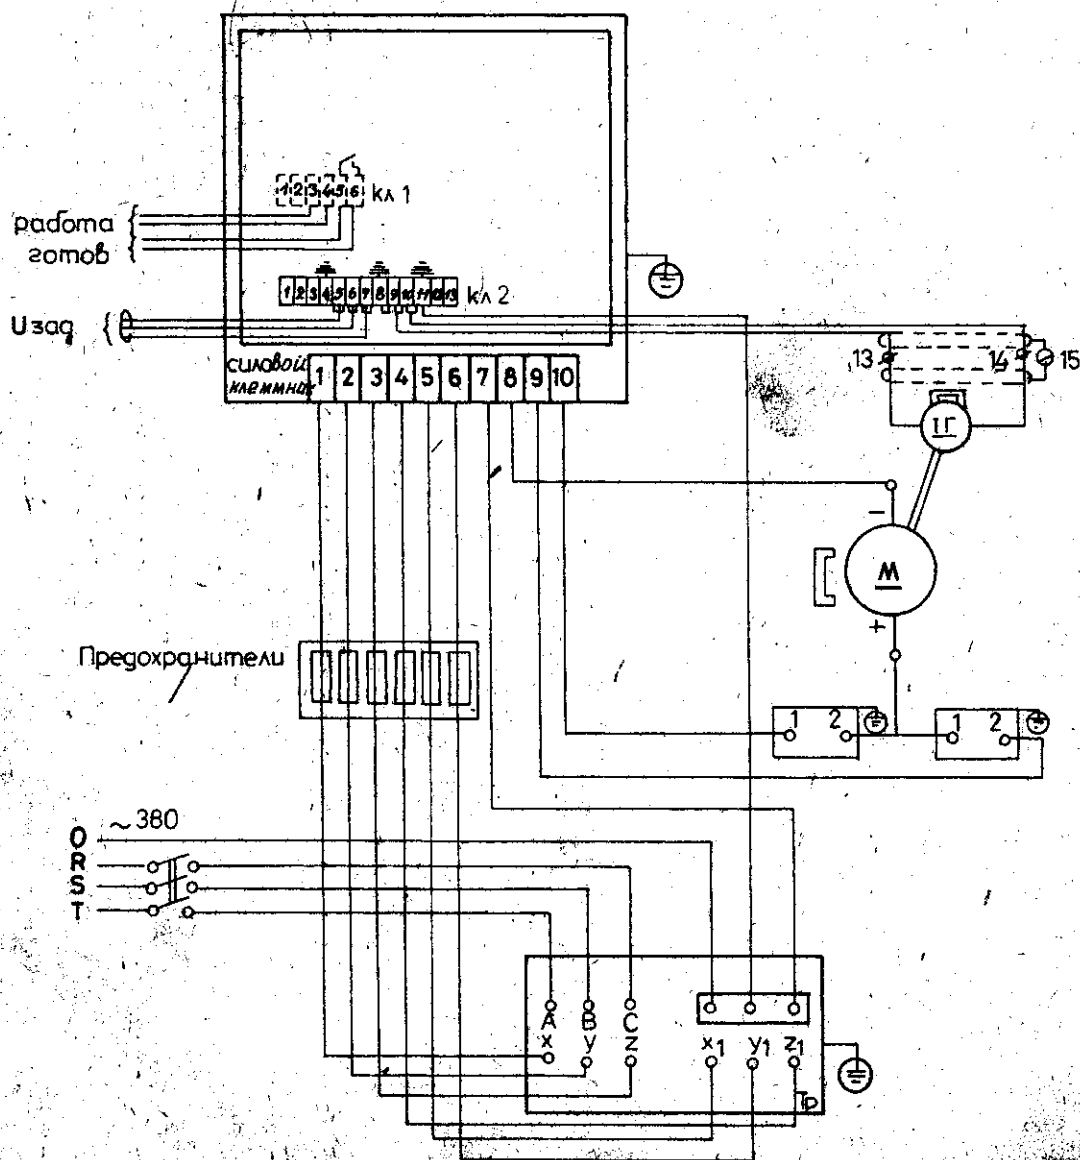 1 2 3 4 5 6 кл 1
работа
готов
1 2 3 4 5 6 7 8 9 10 11 12 13 кл 2
Uзад
силовой
клеммник
1 2 3 4 5 6 7 8 9 10
13
14
15
ТГ
−
М
+
Предохранители
1 2
1 2
~380
O
R
S
T
A B C
x y z
x1 y1 z1
Тр